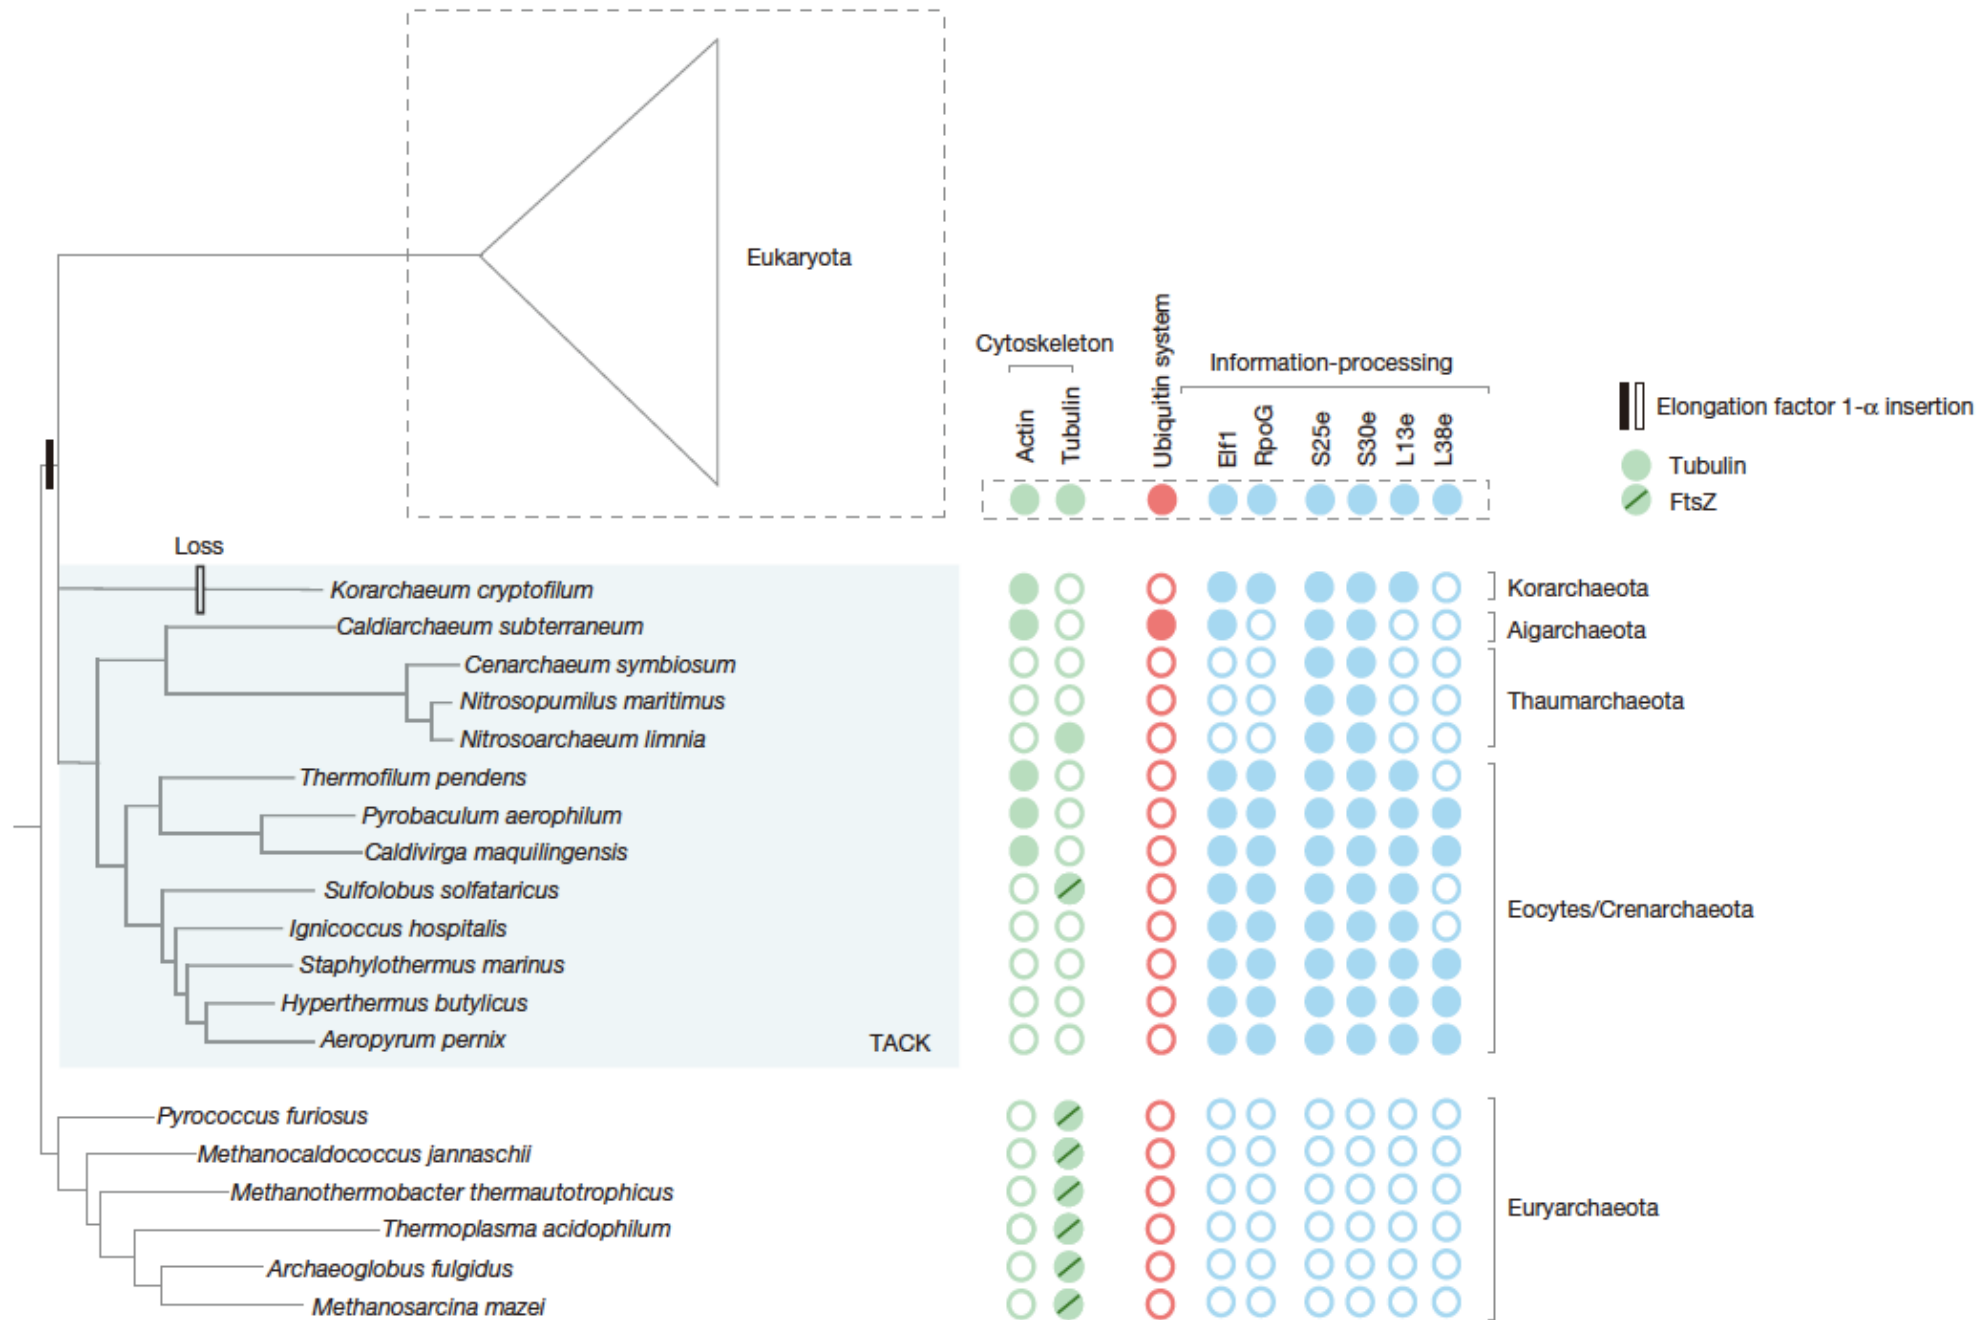 Eukaryota
Cytoskeleton
Actin
Tubulin
Ubiquitin system
Information-processing
Elf1
RpoG
S25e
S30e
L13e
L38e
Elongation factor 1-α insertion
Tubulin
FtsZ
Loss
Korarchaeum cryptofilum
Caldiarchaeum subterraneum
Cenarchaeum symbiosum
Nitrosopumilus maritimus
Nitrosoarchaeum limnia
Thermofilum pendens
Pyrobaculum aerophilum
Caldivirga maquilingensis
Sulfolobus solfataricus
Ignicoccus hospitalis
Staphylothermus marinus
Hyperthermus butylicus
Aeropyrum pernix
TACK
Korarchaeota
Aigarchaeota
Thaumarchaeota
Eocytes/Crenarchaeota
Pyrococcus furiosus
Methanocaldococcus jannaschii
Methanothermobacter thermautotrophicus
Thermoplasma acidophilum
Archaeoglobus fulgidus
Methanosarcina mazei
Euryarchaeota